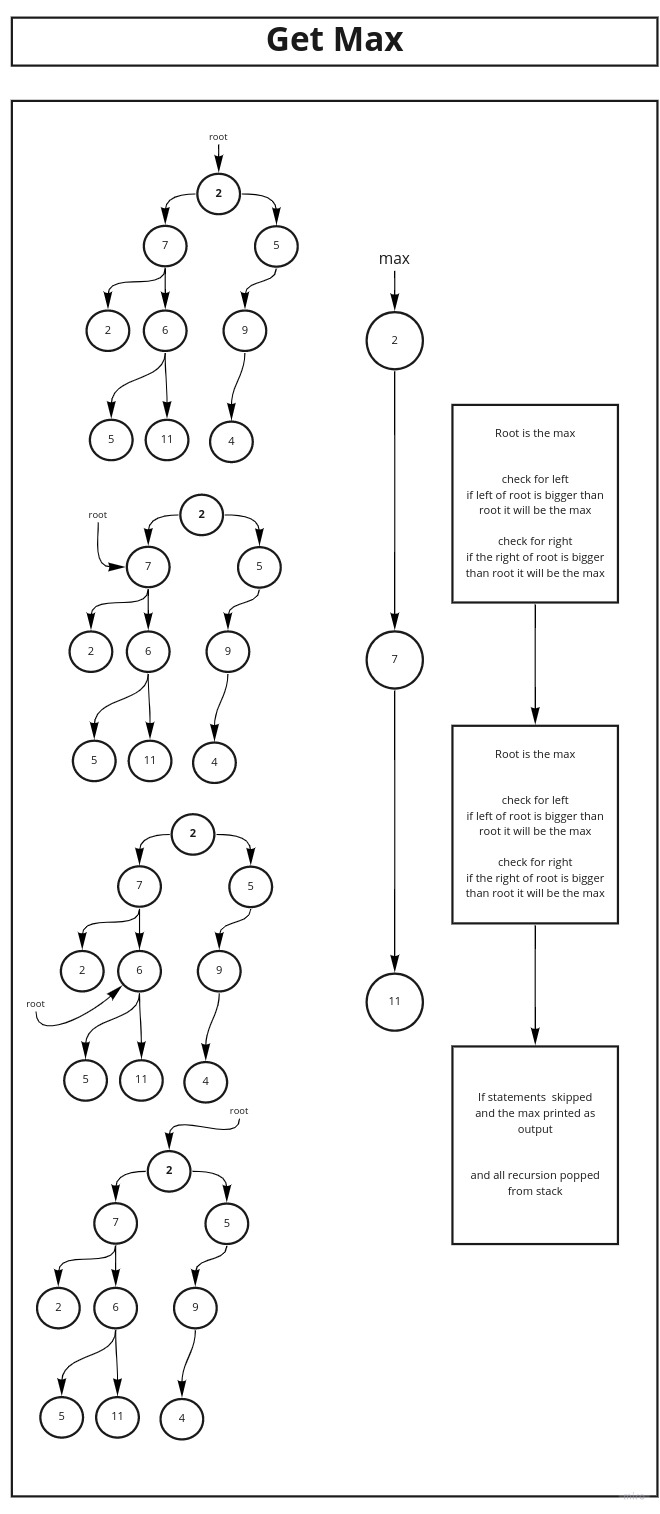 Get Max
root
2
7
5
2
6
9
5
11
4
root
2
7
5
2
6
9
5
11
4
2
7
5
2
6
9
root
5
11
4
root
2
7
5
2
6
9
5
11
4
max
2
7
11
Root is the max
check for left
if left of root is bigger than
root it will be the max
check for right
if the right of root is bigger
than root it will be the max
Root is the max
check for left
if left of root is bigger than
root it will be the max
check for right
if the right of root is bigger
than root it will be the max
If statements skipped
and the max printed as
output
and all recursion popped
from stack
miro